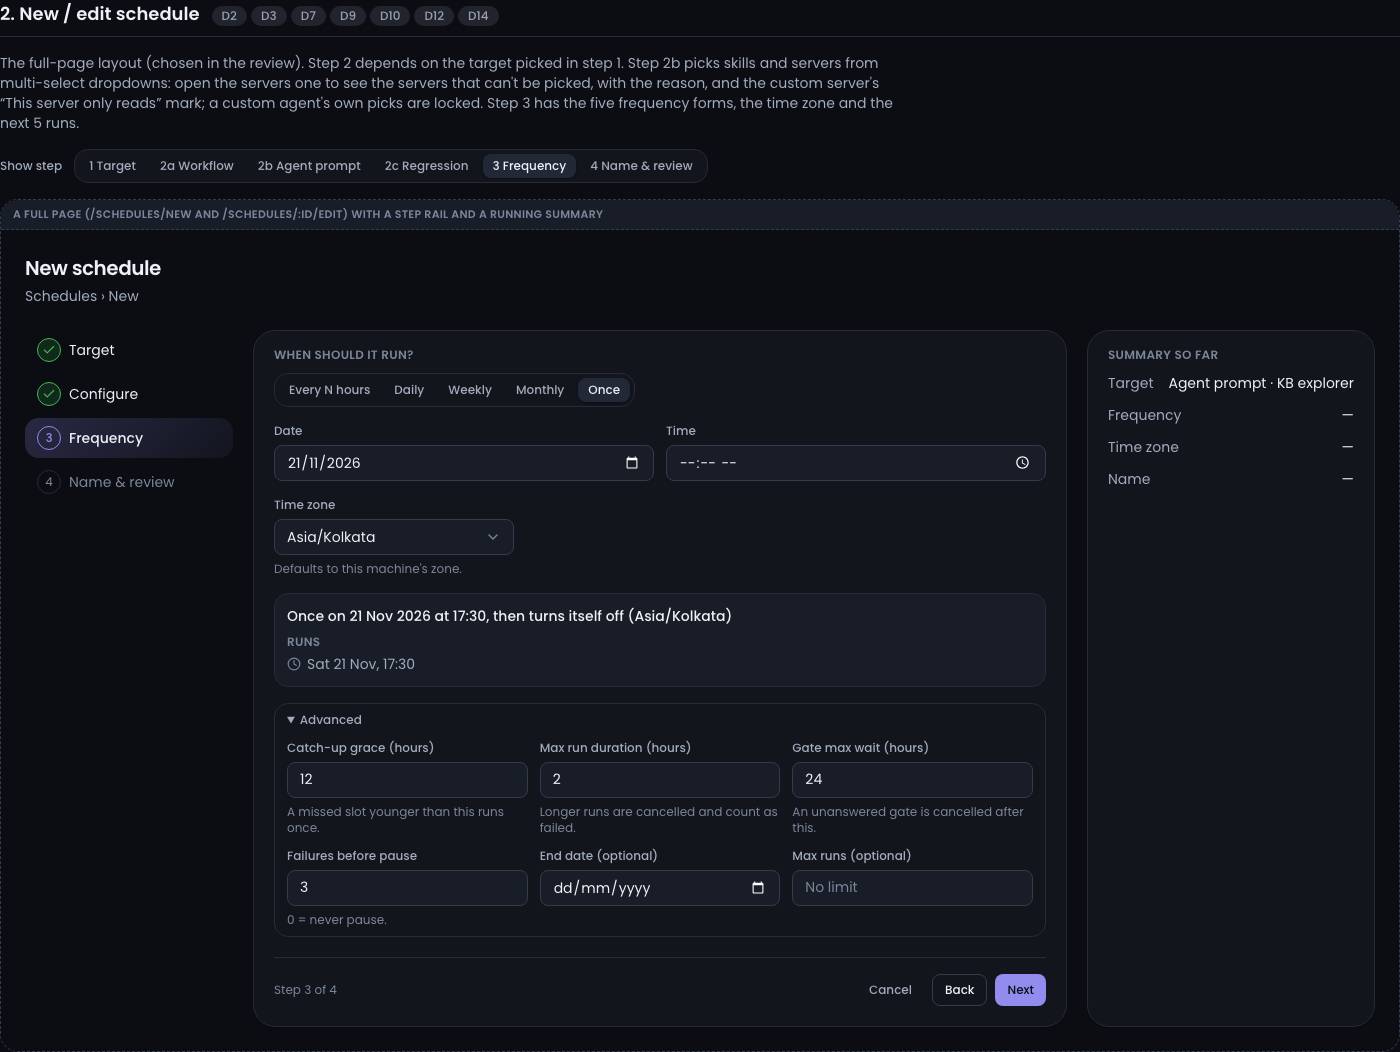 2. New / edit schedule D2 D3 D7 D9 D10 D12 D14
The full-page layout (chosen in the review). Step 2 depends on the target picked in step 1. Step 2b picks skills and servers from
multi-select dropdowns: open the servers one to see the servers that can't be picked, with the reason, and the custom server's
“This server only reads” mark; a custom agent's own picks are locked. Step 3 has the five frequency forms, the time zone and the
next 5 runs.
Show step 1 Target 2a Workflow 2b Agent prompt 2c Regression 3 Frequency 4 Name & review
A FULL PAGE (/SCHEDULES/NEW AND /SCHEDULES/:ID/EDIT) WITH A STEP RAIL AND A RUNNING SUMMARY
New schedule
Schedules › New
Target
Configure
3 Frequency
4 Name & review
WHEN SHOULD IT RUN?
Every N hours Daily Weekly Monthly Once
Date Time
21/11/2026 --:-- --
Time zone
Asia/Kolkata
Defaults to this machine's zone.
Once on 21 Nov 2026 at 17:30, then turns itself off (Asia/Kolkata)
RUNS
Sat 21 Nov, 17:30
▼ Advanced
Catch-up grace (hours) Max run duration (hours) Gate max wait (hours)
12 2 24
A missed slot younger than this runs Longer runs are cancelled and count as An unanswered gate is cancelled after
once. failed. this.
Failures before pause End date (optional) Max runs (optional)
3 dd/mm/yyyy No limit
0 = never pause.
Step 3 of 4 Cancel Back Next
SUMMARY SO FAR
Target Agent prompt · KB explorer
Frequency —
Time zone —
Name —